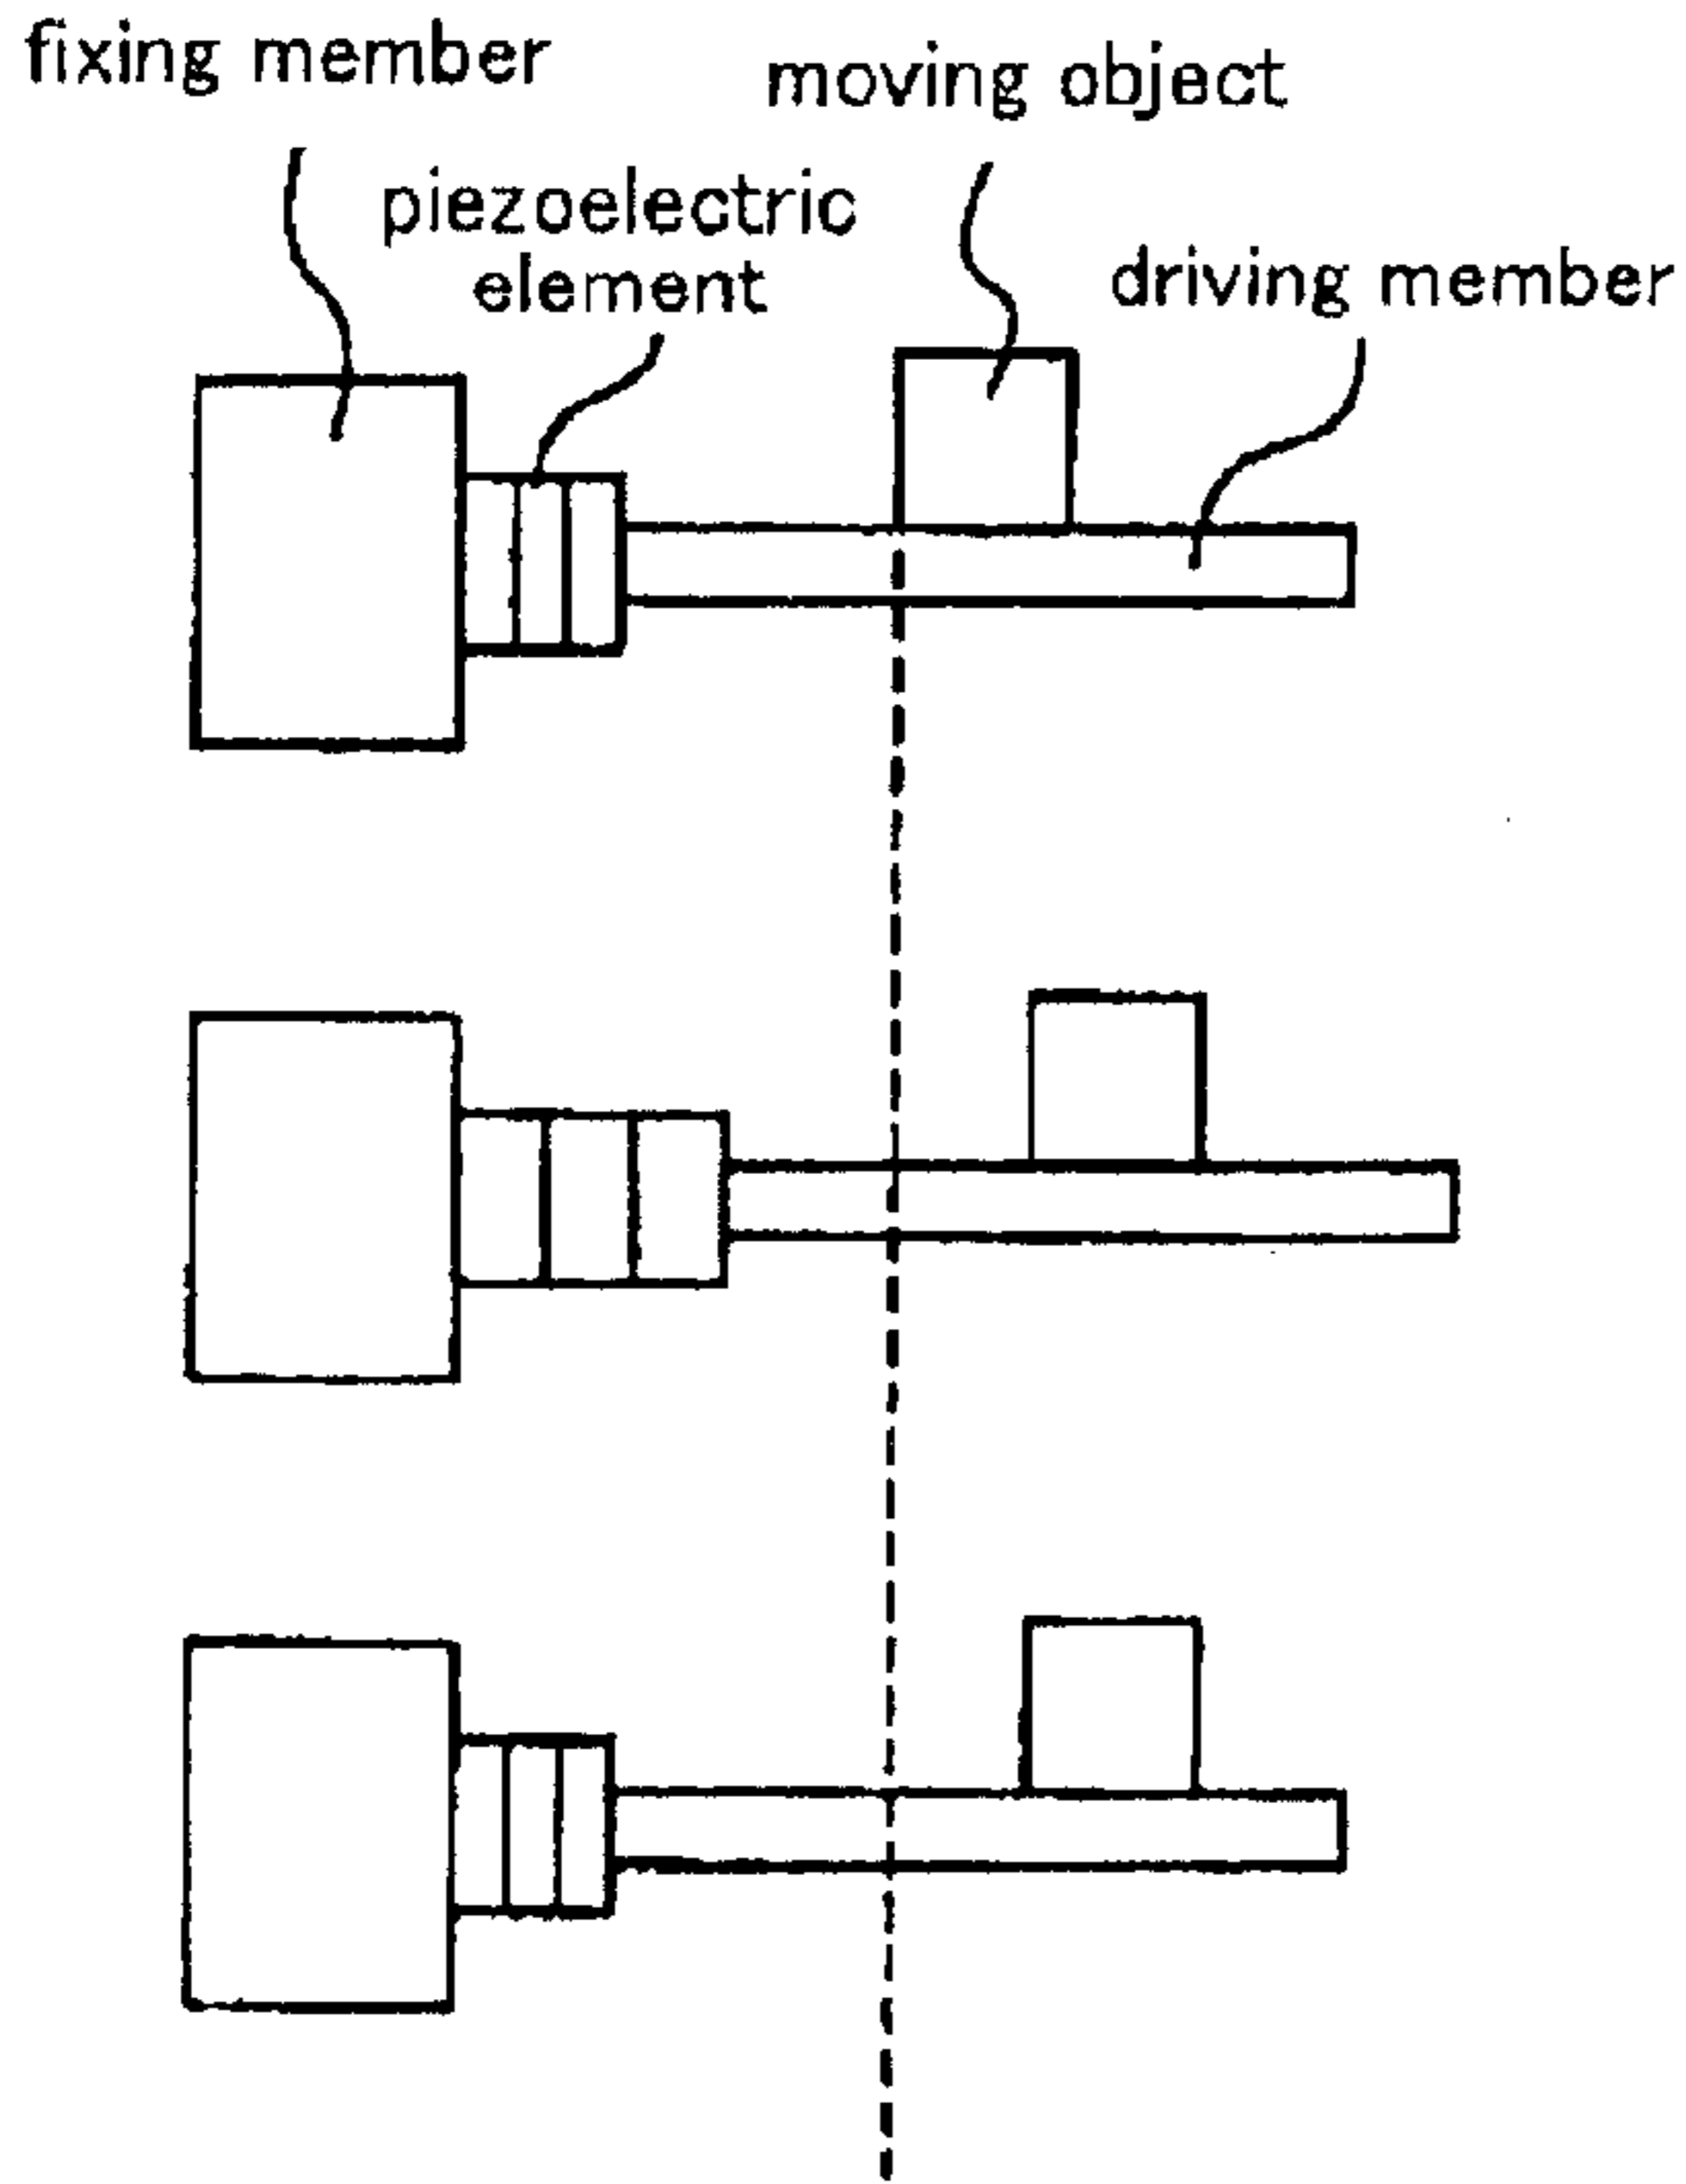 fixing member
moving object
piezoelectric
element
driving member